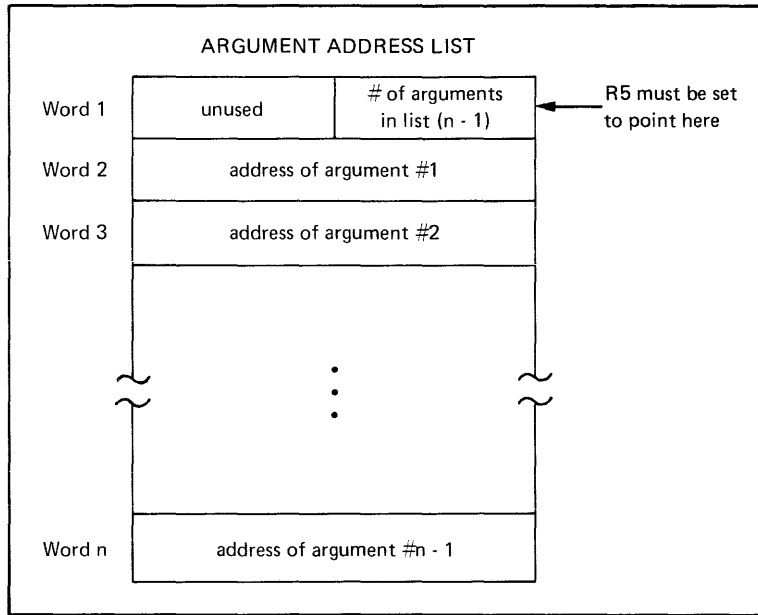 ARGUMENT ADDRESS LIST
Word 1
unused
# of arguments
in list (n - 1)
R5 must be set
to point here
Word 2
address of argument #1
Word 3
address of argument #2
Word n
address of argument #n - 1